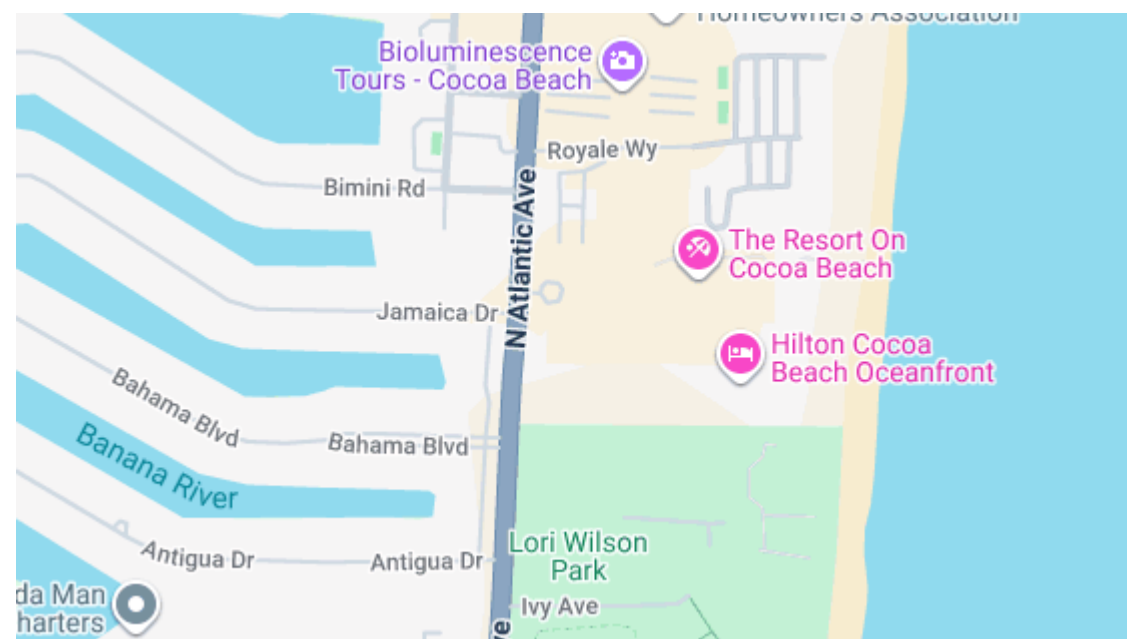 Homeowners Association
Bioluminescence
Tours - Cocoa Beach
Royale Wy
Bimini Rd
N Atlantic Ave
The Resort On
Cocoa Beach
Jamaica Dr
Hilton Cocoa
Beach Oceanfront
Bahama Blvd
Bahama Blvd
Banana River
Lori Wilson
Park
Antigua Dr
Antigua Dr
da Man
harters
Ivy Ave
ve